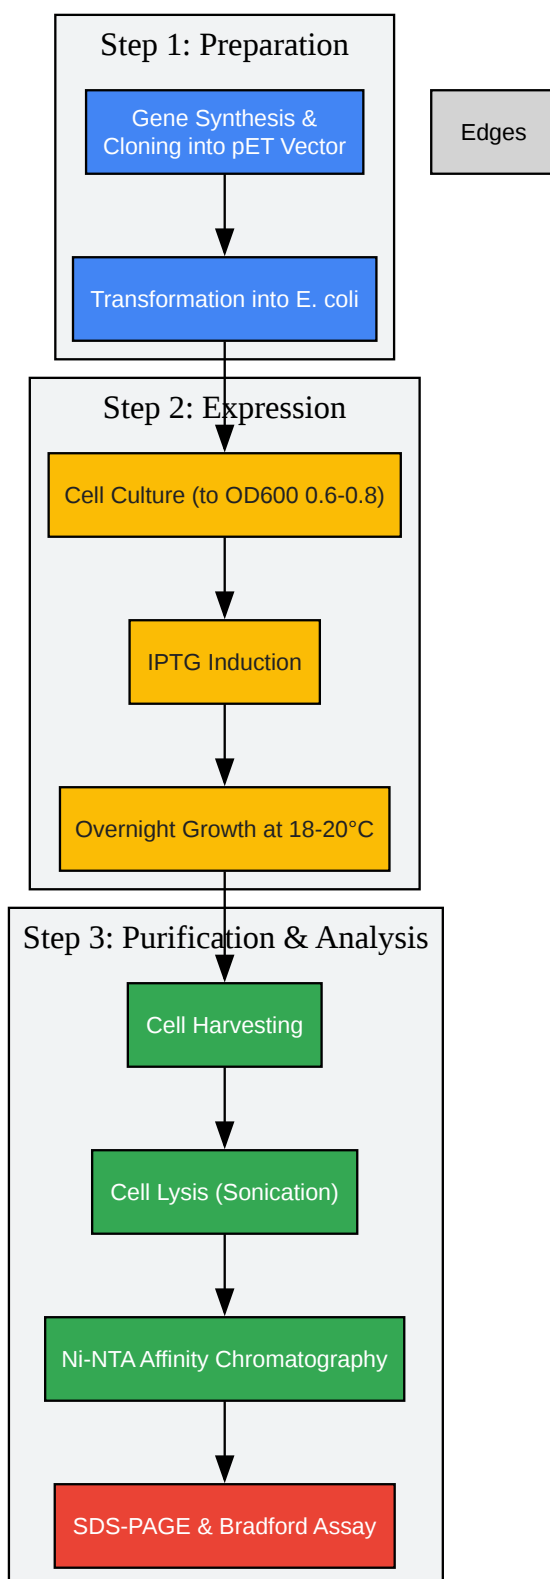 Step 1: Preparation
Gene Synthesis &
Cloning into pET Vector
Edges
Transformation into E. coli
Step 2: Expression
Cell Culture (to OD600 0.6-0.8)
IPTG Induction
Overnight Growth at 18-20°C
Step 3: Purification & Analysis
Cell Harvesting
Cell Lysis (Sonication)
Ni-NTA Affinity Chromatography
SDS-PAGE & Bradford Assay